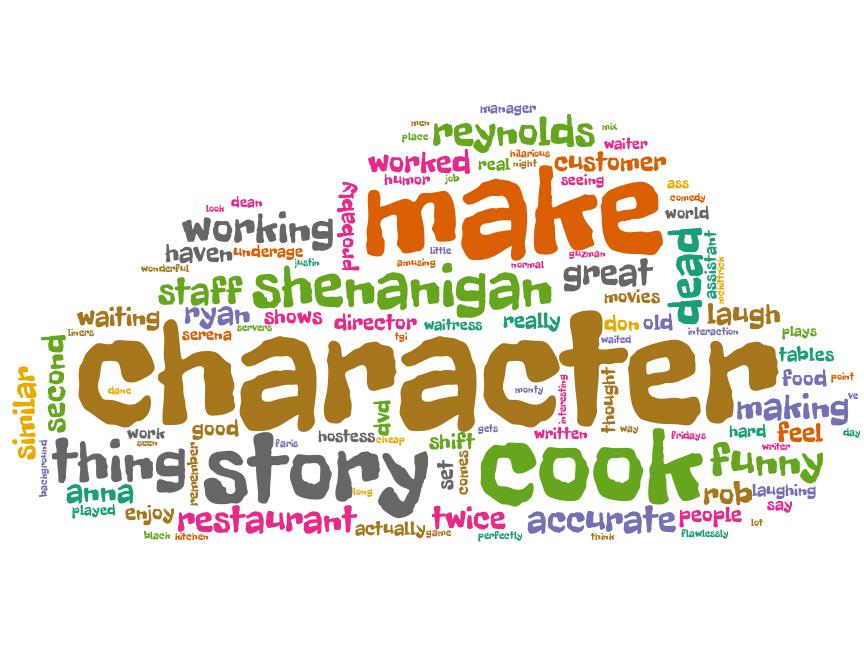 manager
men
reynolds
mix
place
waiter
hilarious
worked
real
night
customer
humor
job
seeing
ass
make
comedy
probably
dean
look
world
working
dead
assistant
mckittrick
haven
underage
little
guzman
wonderful
justin
amusing
normal
great
staff
shenanigan
movies
waiting
ryan
shows
director
waitress
really
don
old
laugh
liners
serena
servers
tgi
waited
interaction
plays
second
character
tables
similar
dane
monty
interesting
thought
food
point
dvd
making
ve
work
good
hostess
cheap
shift
gets
written
way
fridays
hard
feel
day
seen
faris
writer
background
thing
remember
story
set
comes
cook
funny
anna
long
rob
laughing
played
enjoy
restaurant
actually
game
twice
accurate
people
say
lot
black
kitchen
perfectly
think
flawlessly